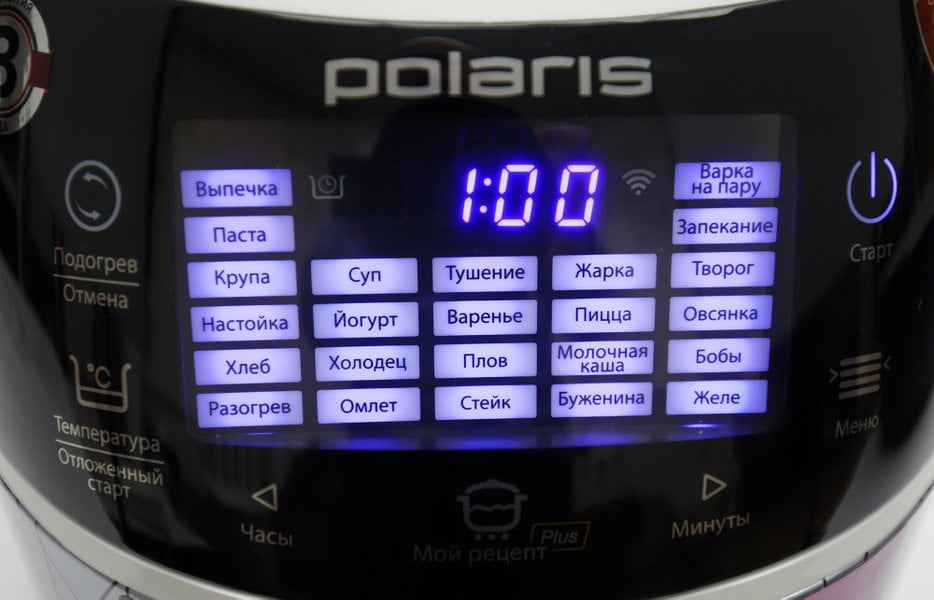 polaris
1:00
Выпечка
Варка
на пару
Паста
Запекание
Крупа
Суп
Тушение
Жарка
Творог
Настойка
Йогурт
Варенье
Пицца
Овсянка
Хлеб
Холодец
Плов
Молочная
каша
Бобы
Разогрев
Омлет
Стейк
Буженина
Желе
Подогрев
Отмена
°C
Температура
Отложенный
старт
Старт
Меню
Часы
Мой рецепт Plus
Минуты